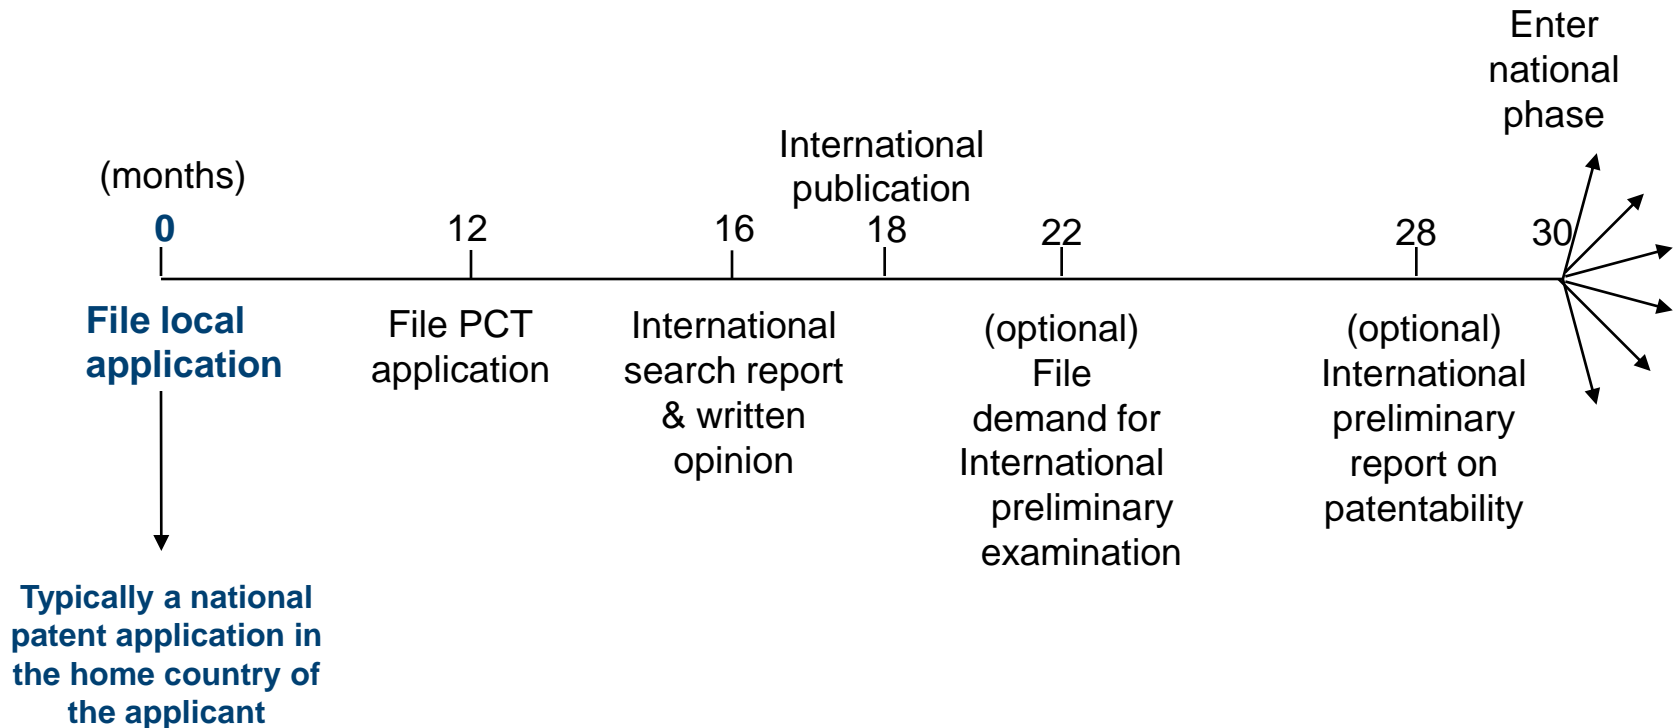 Enter
national
phase
International
publication
(months)
0
12
16
18
22
28
30
File local
application
File PCT
application
International
search report
& written
opinion
(optional)
File
demand for
International
preliminary
examination
(optional)
International
preliminary
report on
patentability
Typically a national
patent application in
the home country of
the applicant